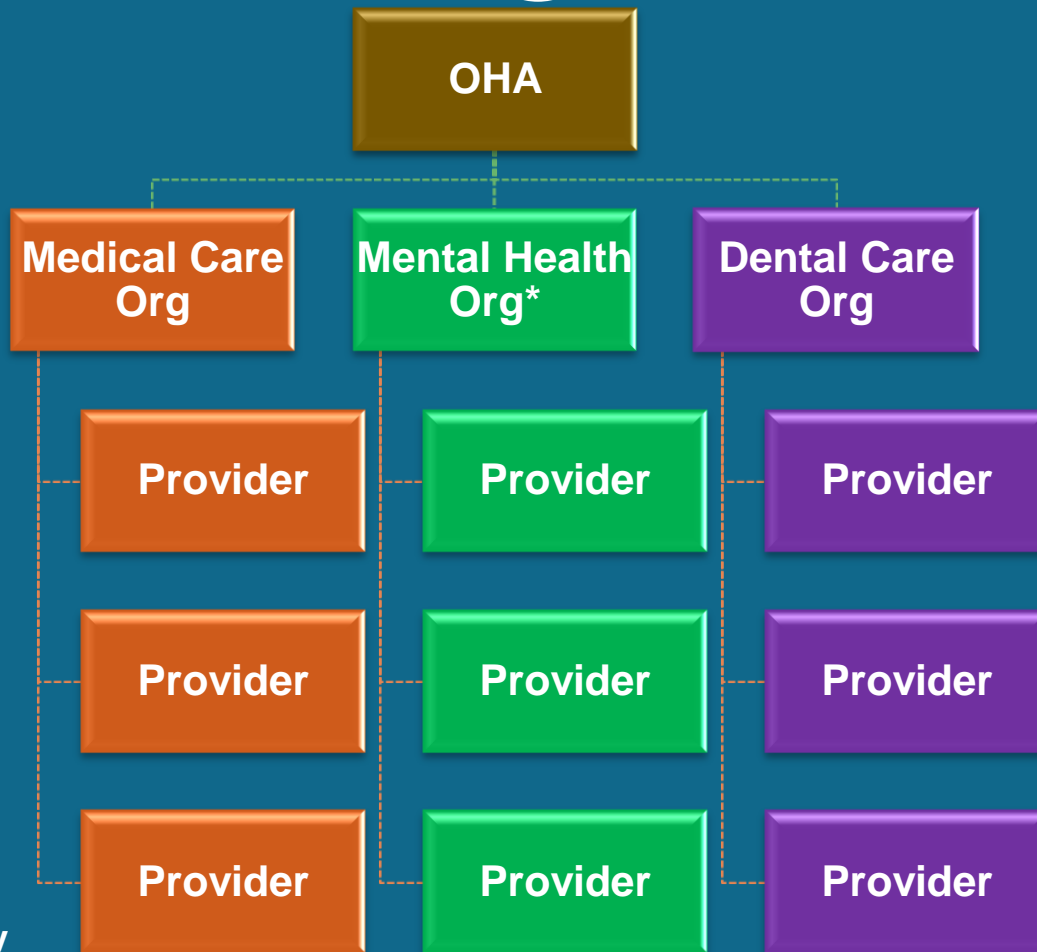 OHA
Medical Care
Org
Mental Health
Org*
Dental Care
Org
Provider Provider Provider
Provider Provider Provider
Provider Provider Provider